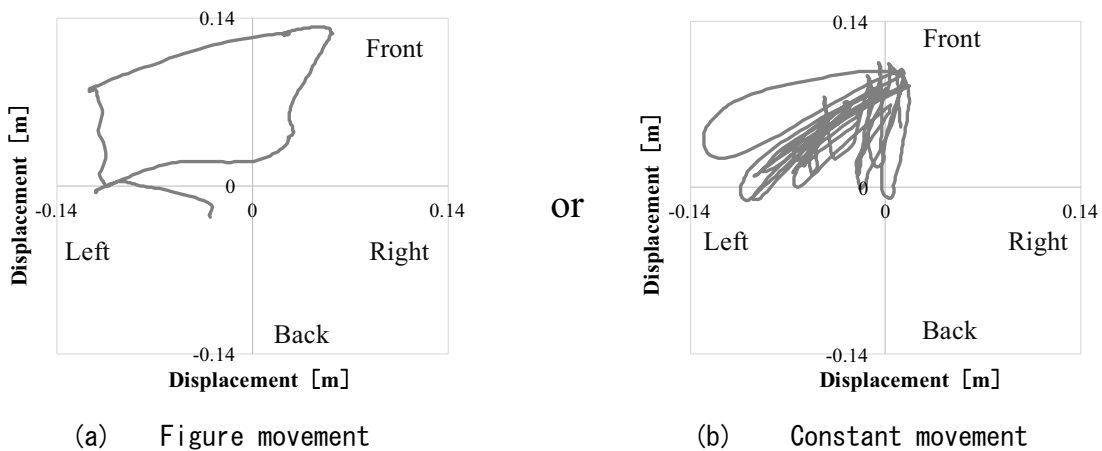 0.14
Front
Displacement [m]
0
-0.14
0
0.14
Left
Right
Back
-0.14
Displacement [m]
(a) Figure movement
or
0.14
Front
Displacement [m]
0
-0.14
0
0.14
Left
Right
Back
-0.14
Displacement [m]
(b) Constant movement